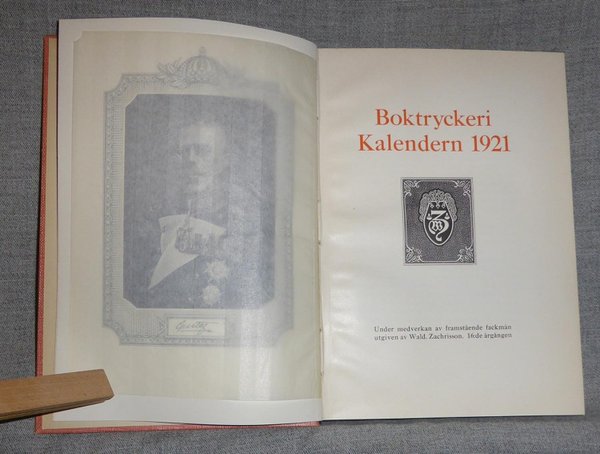 Boktryckeri
Kalendern 1921
Under medverkan av framstående fackmän
utgiven av Wald. Zachrisson. 16:de årgången